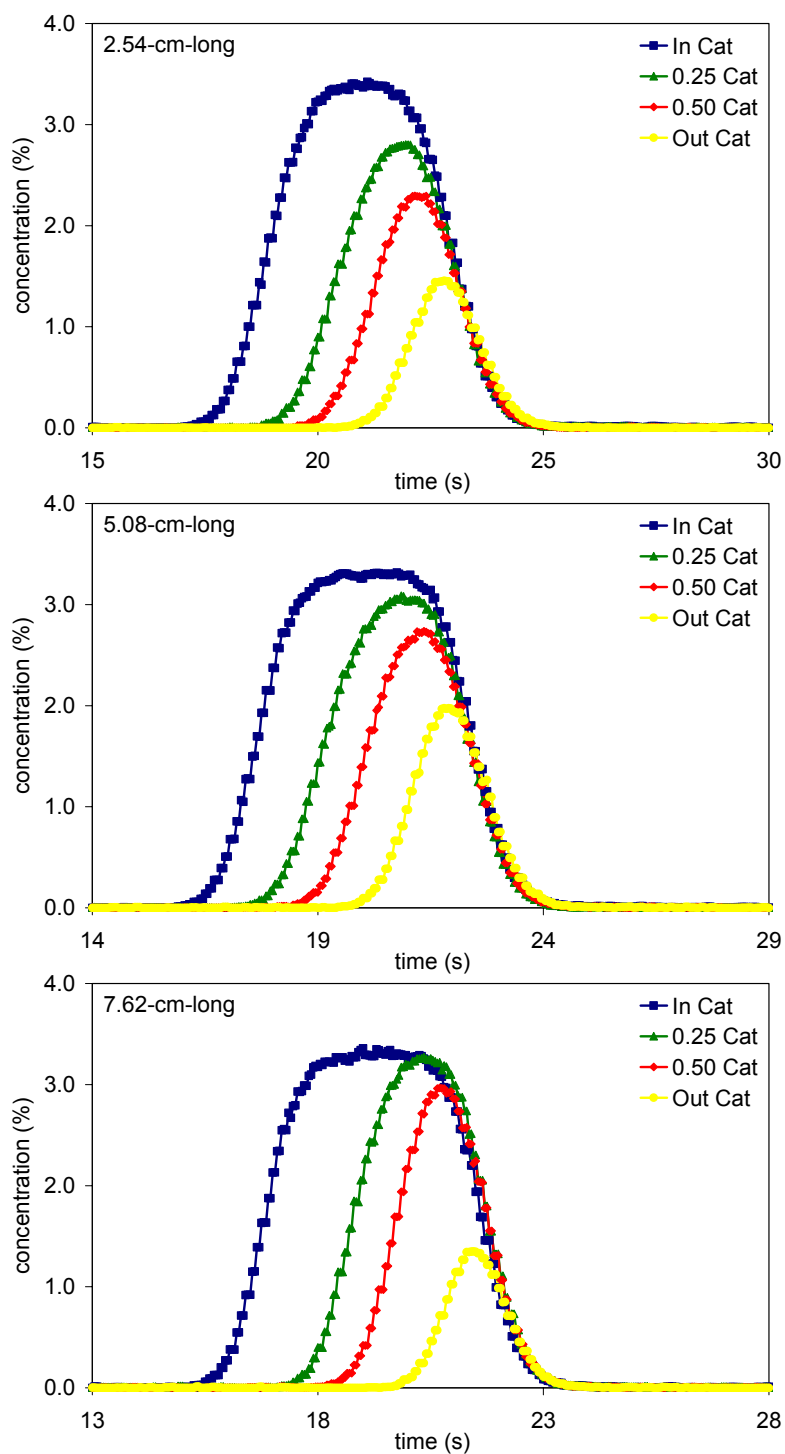 4.0
2.54-cm-long
In Cat
0.25 Cat
0.50 Cat
Out Cat
3.0
2.0
1.0
0.0
concentration (%)
15 20 25 30
time (s)
4.0
5.08-cm-long
In Cat
0.25 Cat
0.50 Cat
Out Cat
3.0
2.0
1.0
0.0
concentration (%)
14 19 24 29
time (s)
4.0
7.62-cm-long
In Cat
0.25 Cat
0.50 Cat
Out Cat
3.0
2.0
1.0
0.0
concentration (%)
13 18 23 28
time (s)